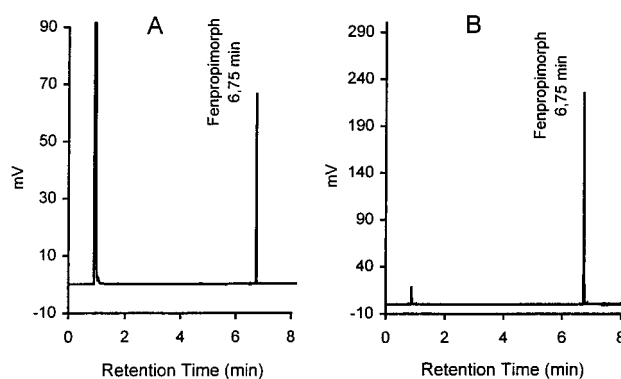 A
90
70
50
30
10
-10
mV
Fenpropimorph
6,75 min
0
2
4
6
8
Retention Time (min)
B
290
240
190
140
90
40
-10
mV
Fenpropimorph
6,75 min
0
2
4
6
8
Retention Time (min)